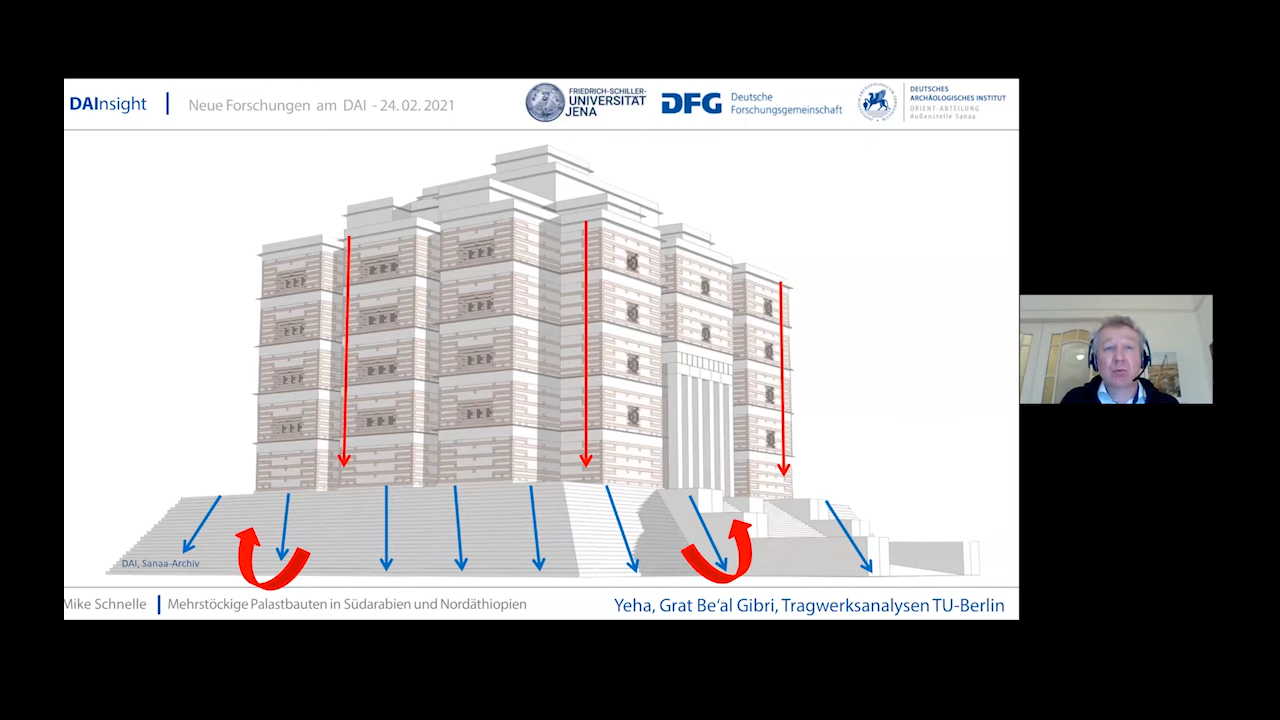 DAInsight | Neue Forschungen am DAI - 24.02.2021
FRIEDRICH-SCHILLER-
UNIVERSITÄT
JENA
DFG Deutsche
Forschungsgemeinschaft
DEUTSCHES
ARCHÄOLOGISCHES INSTITUT
ORIENT-ABTEILUNG
Außenstelle Sanaa
DAI, Sanaa-Archiv
Mike Schnelle | Mehrstöckige Palastbauten in Südarabien und Nordäthiopien
Yeha, Grat Be‘al Gibri, Tragwerksanalysen TU-Berlin